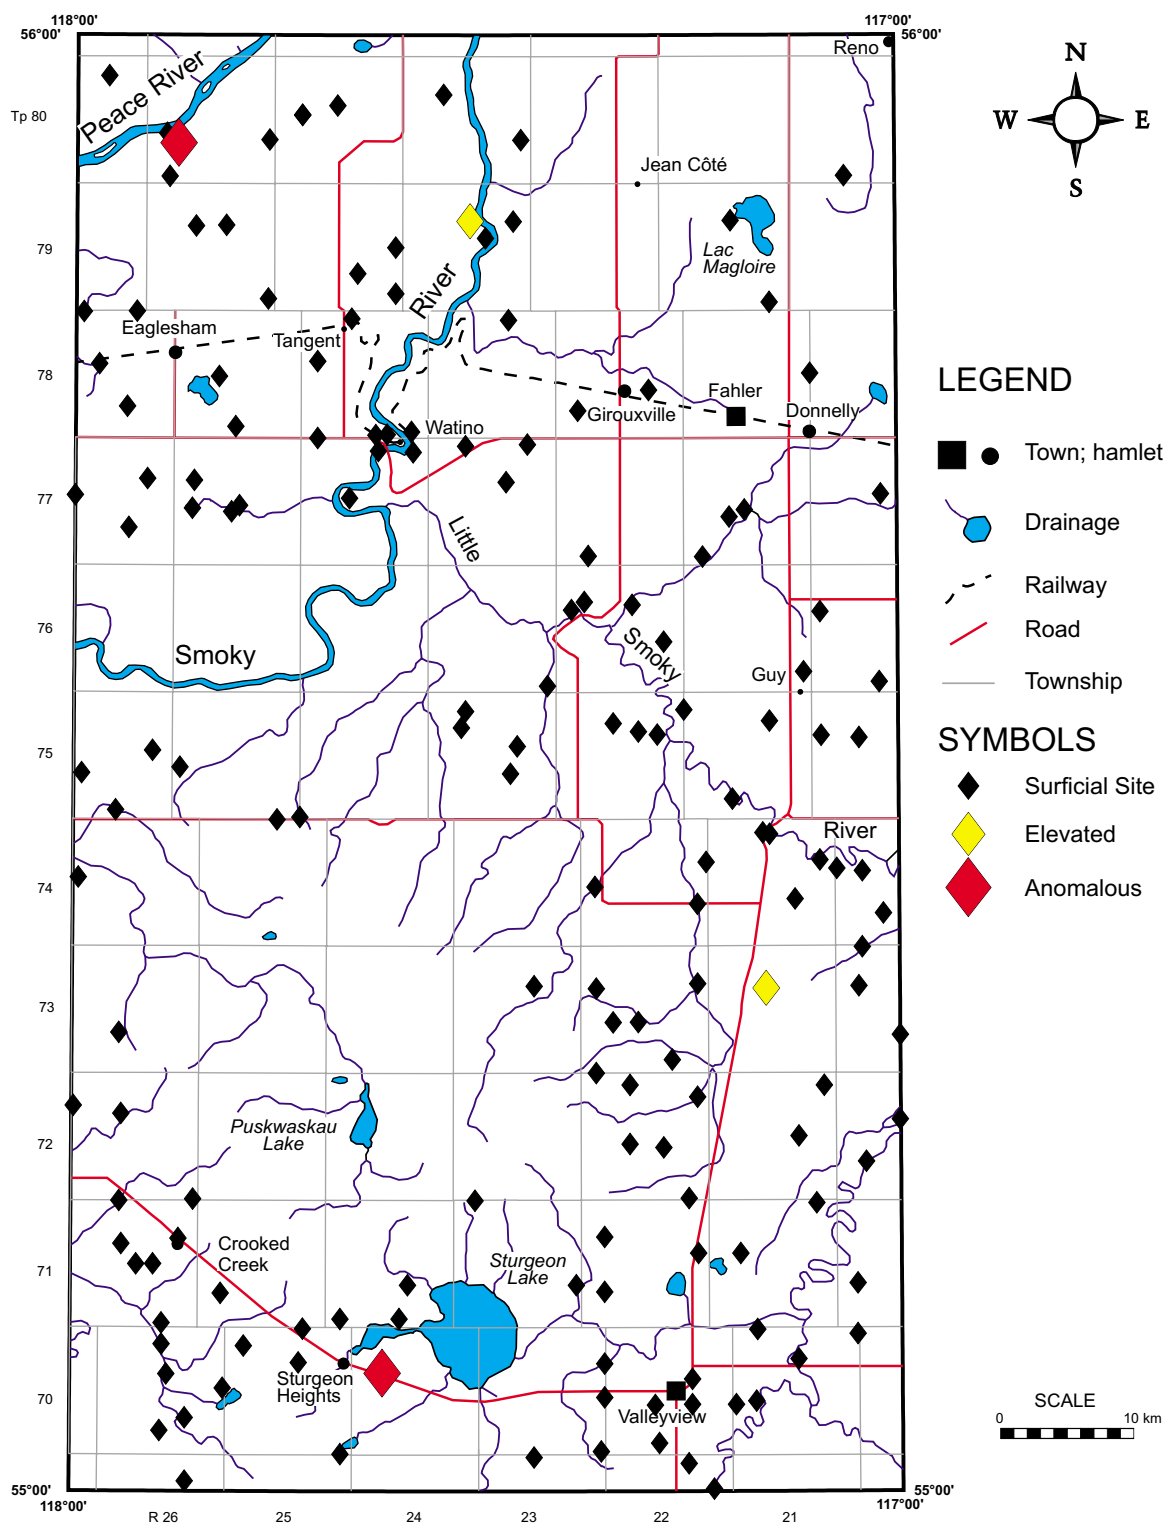 118°00'
117°00'
56°00'
56°00'
Reno
N
Peace River
Tp 80
W
E
Jean Côté
S
79
Lac
Magloire
River
Eaglesham
Tangent
78
Fahler
LEGEND
Girouxville
Donnelly
Watino
Town; hamlet
77
Little
Drainage
Railway
76
Smoky
Road
Smoky
Guy
Township
75
SYMBOLS
Surficial Site
River
Elevated
74
Anomalous
73
Puskwaskau
Lake
72
Crooked
Creek
Sturgeon
Lake
71
Sturgeon
Heights
70
Valleyview
SCALE
0
10 km
55°00'
55°00'
118°00'
117°00'
R 26
25
24
23
22
21